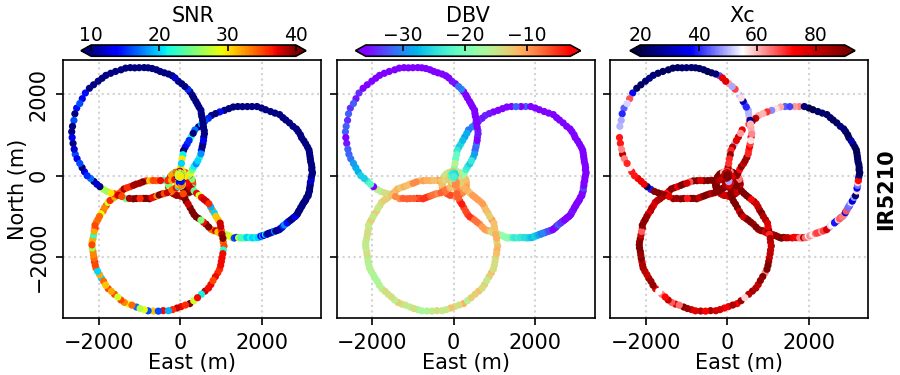 SNR DBV Xc
10 20 30 40 −30 −20 −10 20 40 60 80
2000
0
−2000
North (m)
IR5210
−2000 0 2000 −2000 0 2000 −2000 0 2000
East (m) East (m) East (m)